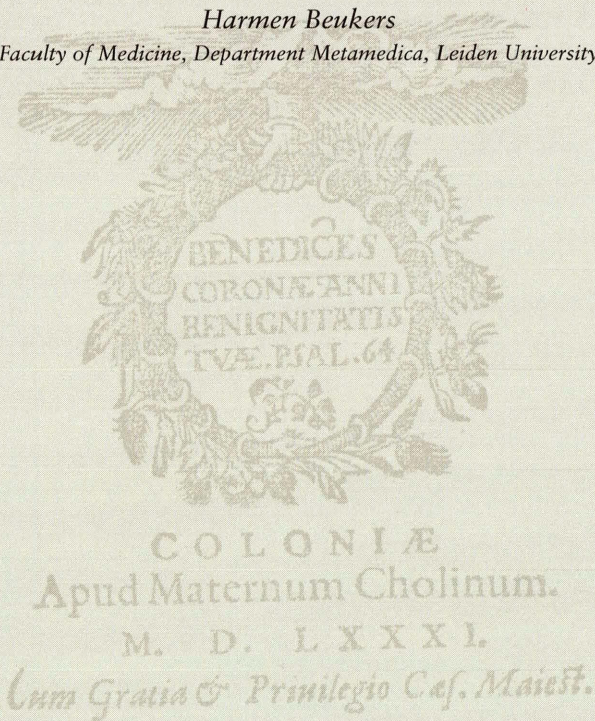 Harmen Beukers
Faculty of Medicine, Department Metamedica, Leiden University
BENEDICES
CORONÆ ANNI
BENIGNITATIS
TVÆ. PSAL. 64
COLONIÆ
Apud Maternum Cholinum.
M. D. LXXXI.
Cum Gratia & Priuilegio Cæs. Maiest.